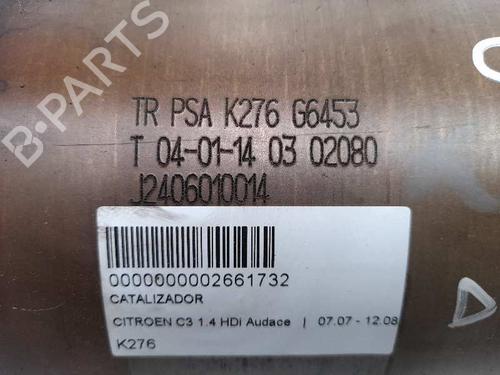 TR PSA K276 G6453
T 04-01-14 03 02080
J2406010014
0000000002661732
CATALIZADOR
CITROEN C3 1.4 HDi Audace | 07.07 - 12.08
K276
B-PARTS